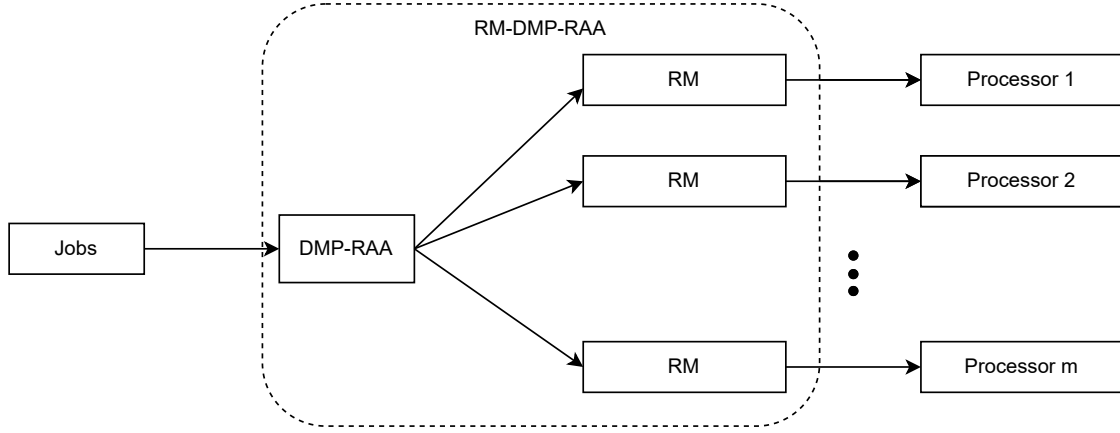 RM-DMP-RAA
RM
Processor 1
RM
Processor 2
Jobs
DMP-RAA
RM
Processor m